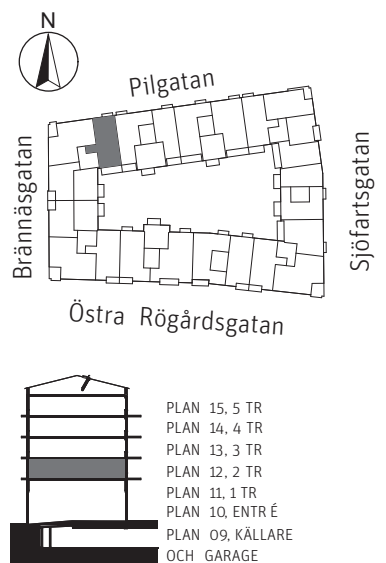 N
Pilgatan
Brännäsgatan
Sjöfartsgatan
Östra Rögårdsgatan
PLAN 15, 5 TR
PLAN 14, 4 TR
PLAN 13, 3 TR
PLAN 12, 2 TR
PLAN 11, 1 TR
PLAN 10, ENTR É
PLAN 09, KÄLLARE
OCH GARAGE